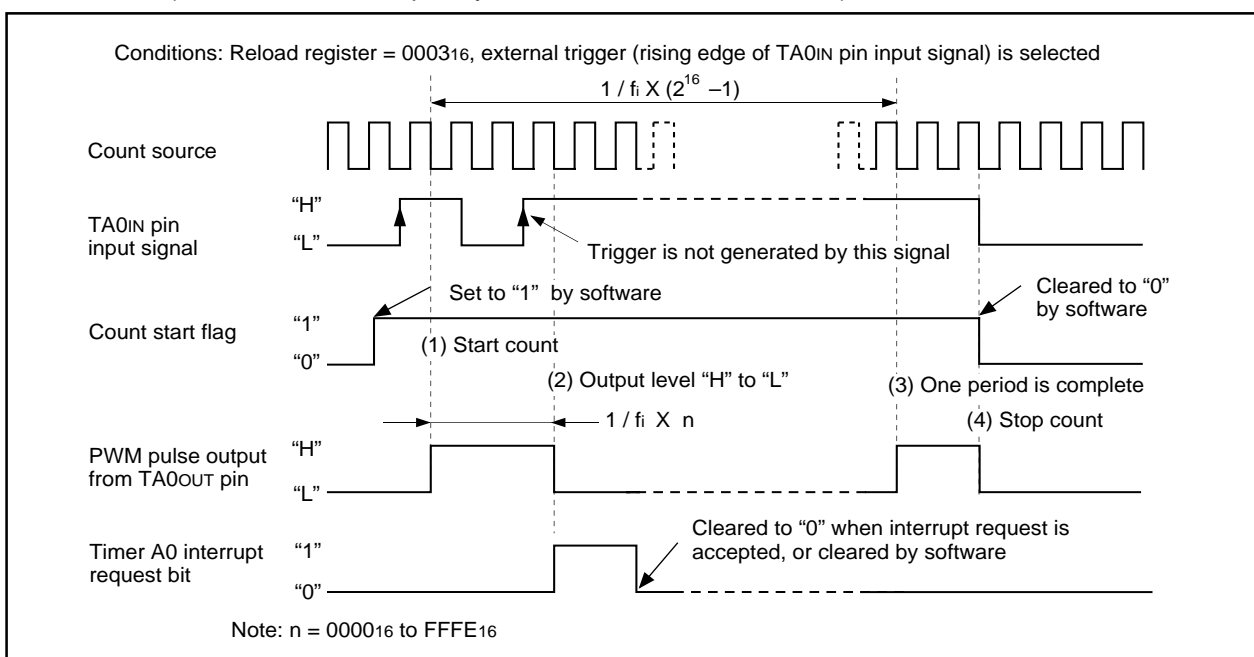 Conditions: Reload register = 000316, external trigger (rising edge of TA0IN pin input signal) is selected
1 / fi X (2^16 –1)
Count source
TA0IN pin
input signal
“H”
“L”
Trigger is not generated by this signal
Count start flag
“1”
“0”
Set to “1” by software
Cleared to “0”
by software
(1) Start count
(2) Output level “H” to “L”
(3) One period is complete
(4) Stop count
1 / fi X n
PWM pulse output
from TA0OUT pin
“H”
“L”
Timer A0 interrupt
request bit
“1”
“0”
Cleared to “0” when interrupt request is
accepted, or cleared by software
Note: n = 000016 to FFFE16